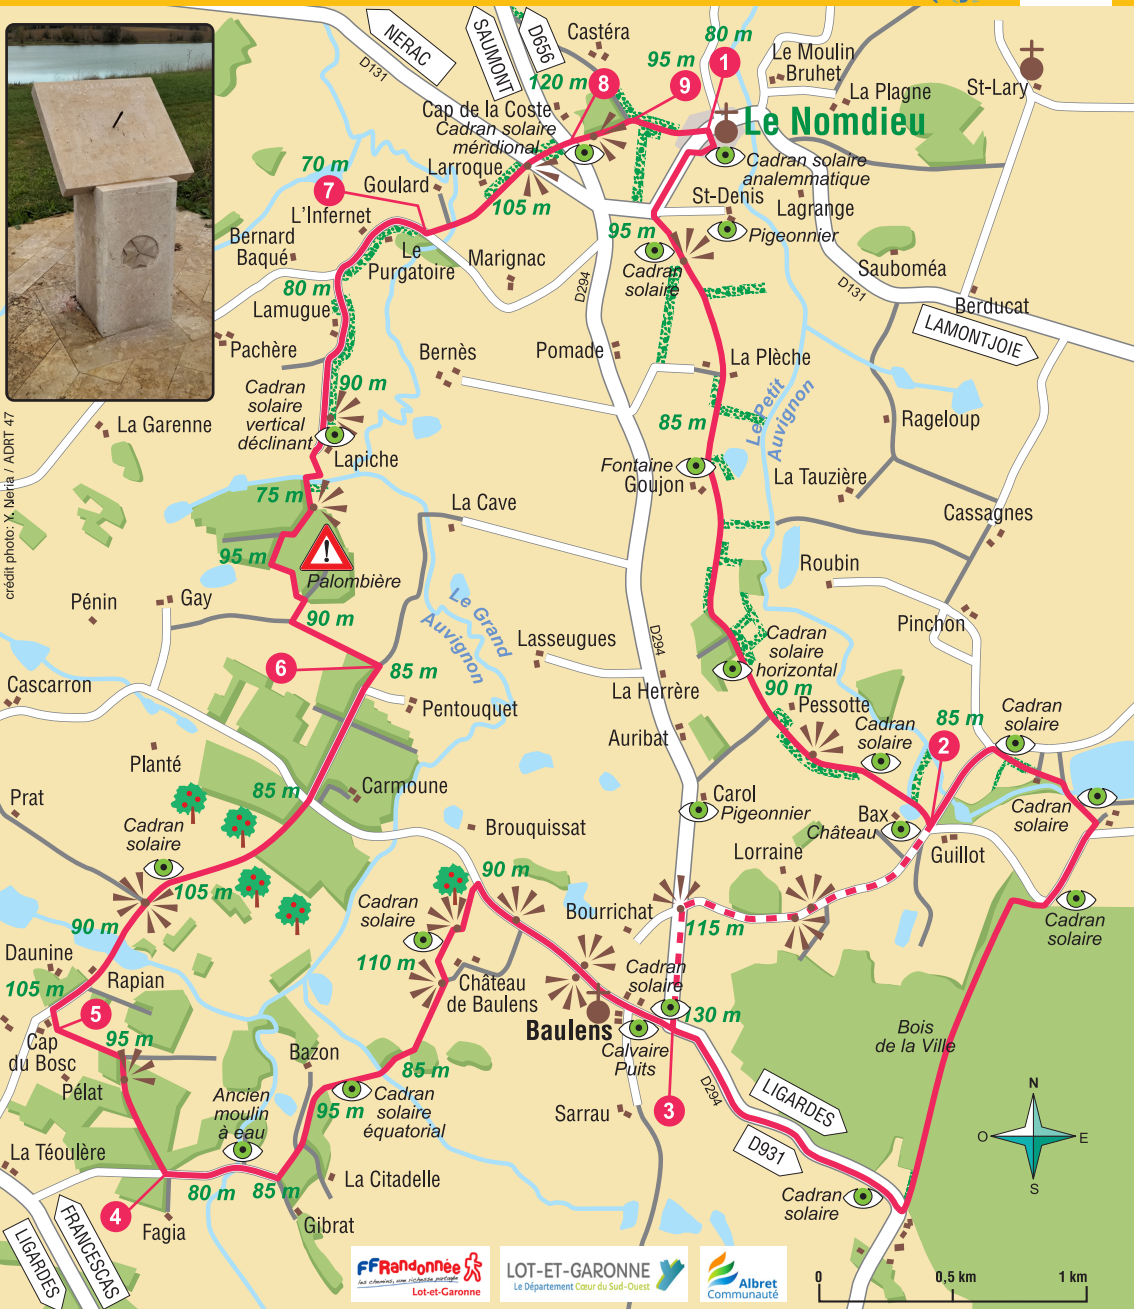 NERAC
SAUMONT
D656
D131
Castéra
80 m
1
95 m
9
Le Moulin
Bruhet
La Plagne
St-Lary
120 m
8
Cap de la Coste
Cadran solaire
méridional
Le Nomdieu
Cadran solaire
analemmatique
70 m
7
Goulard
Larroque
105 m
St-Denis
Lagrange
Pigeonnier
L'Infernet
Bernard
Baqué
Le
Purgatoire
Marignac
95 m
Cadran
solaire
D294
Sauboméa
D131
Berducat
LAMONTJOIE
80 m
Lamugue
Pachère
Bernès
Pomade
La Plèche
90 m
Cadran
solaire
vertical
déclinant
85 m
Le Petit
Auvignon
Rageloup
La Garenne
Lapiche
Fontaine
Goujon
La Tauzière
crédit photo: Y. Neria / ADRT 47
75 m
La Cave
Cassagnes
95 m
Palombière
Roubin
Pénin
Gay
90 m
Le Grand
Auvignon
Lasseugues
D294
Cadran
solaire
horizontal
Pinchon
6
85 m
La Herrère
90 m
Cascarron
Pentouquet
Pessotte
Cadran
solaire
85 m
2
Cadran
solaire
Auribat
Planté
85 m
Carmoune
Prat
Carol
Pigeonnier
Bax
Château
Cadran
solaire
Cadran
solaire
Brouquissat
Lorraine
Guillot
105 m
90 m
Cadran
solaire
Bourrichat
115 m
Cadran
solaire
90 m
Daunine
110 m
Château
de Baulens
Cadran
solaire
105 m
Rapian
130 m
5
Baulens
Cap
du Bosc
95 m
Calvaire
Puits
Bois
de la Ville
Bazon
85 m
Pélat
Ancien
moulin
à eau
95 m
Cadran
solaire
équatorial
Sarrau
3
D294
LIGARDES
D931
N
O
E
S
La Téoulère
80 m
85 m
La Citadelle
Cadran
solaire
4
Fagia
Gibrat
LIGARDES
FRANCESCAS
FFRandonnée
les chemins, une richesse partagée
Lot-et-Garonne
LOT-ET-GARONNE
Le Département Cœur du Sud-Ouest
Albret
Communauté
0
0,5 km
1 km